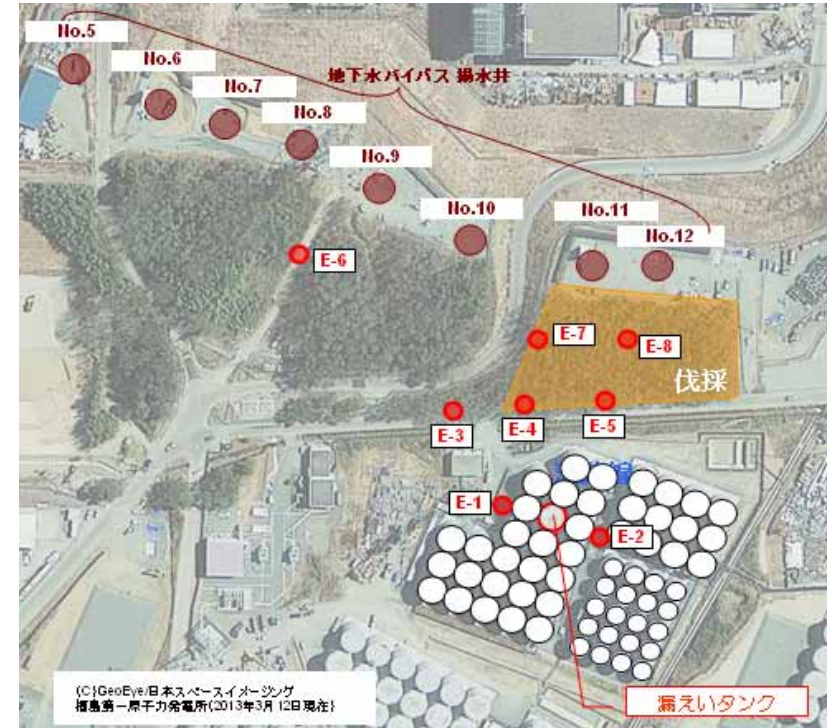 No.5
No.6
No.7
地下水バイパス 揚水井
No.8
No.9
No.10
No.11
No.12
E-6
E-7
E-8
伐採
E-3
E-4
E-5
E-1
E-2
(C)GeoEye/日本スペースイメージング
福島第一原子力発電所(2013年3月12日現在)
漏えいタンク